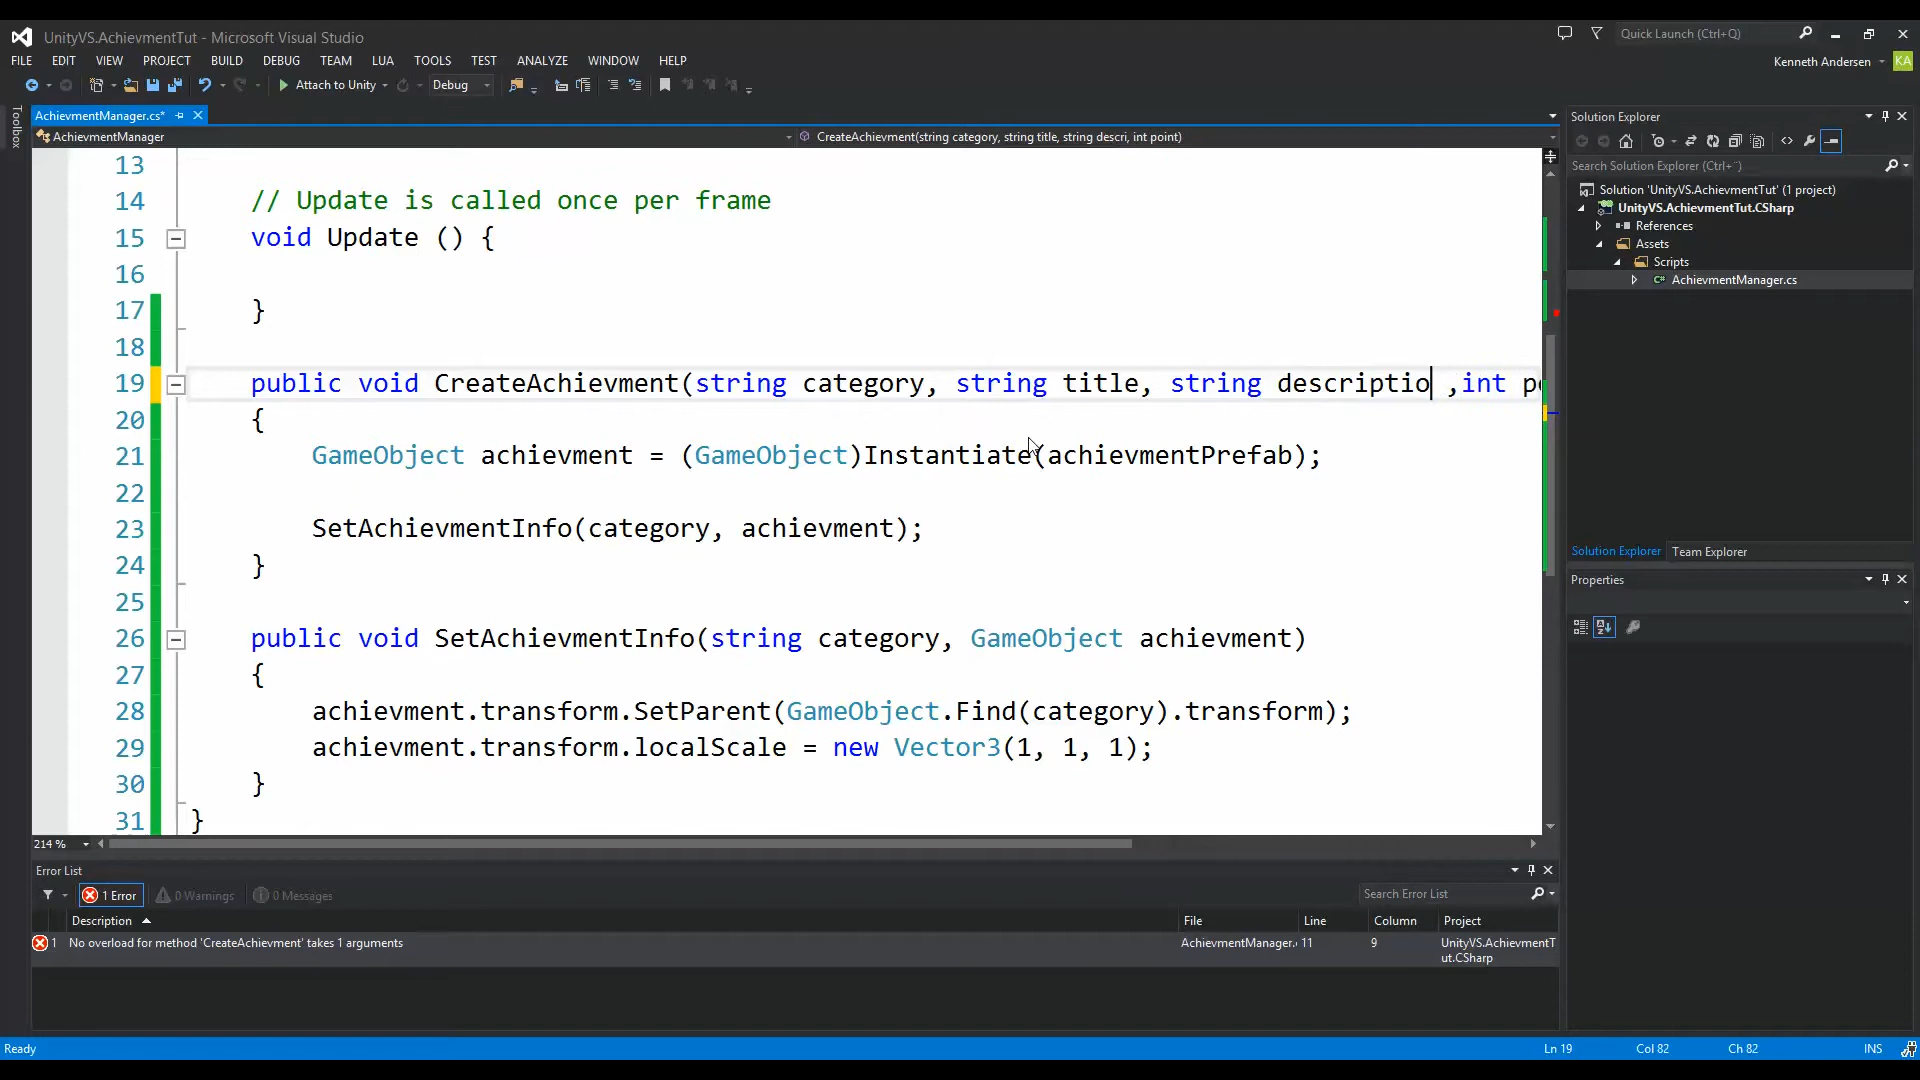 UnityVS.AchievmentTut - Microsoft Visual Studio
Quick Launch (Ctrl+Q)
FILE EDIT VIEW PROJECT BUILD DEBUG TEAM LUA TOOLS TEST ANALYZE WINDOW HELP
Kenneth Andersen KA
Attach to Unity Debug
Toolbox
AchievmentManager.cs*
AchievmentManager
CreateAchievment(string category, string title, string descri, int point)
13
14 // Update is called once per frame
15 void Update () {
16
17 }
18
19 public void CreateAchievment(string category, string title, string descriptio ,int po
20 {
21 GameObject achievment = (GameObject)Instantiate(achievmentPrefab);
22
23 SetAchievmentInfo(category, achievment);
24 }
25
26 public void SetAchievmentInfo(string category, GameObject achievment)
27 {
28 achievment.transform.SetParent(GameObject.Find(category).transform);
29 achievment.transform.localScale = new Vector3(1, 1, 1);
30 }
31 }
214 %
Solution Explorer
Search Solution Explorer (Ctrl+¨)
Solution 'UnityVS.AchievmentTut' (1 project)
UnityVS.AchievmentTut.CSharp
References
Assets
Scripts
C# AchievmentManager.cs
Solution Explorer Team Explorer
Properties
Error List
1 Error 0 Warnings 0 Messages
Search Error List
Description File Line Column Project
1 No overload for method 'CreateAchievment' takes 1 arguments AchievmentManager. 11 9 UnityVS.AchievmentT
ut.CSharp
Ready Ln 19 Col 82 Ch 82 INS